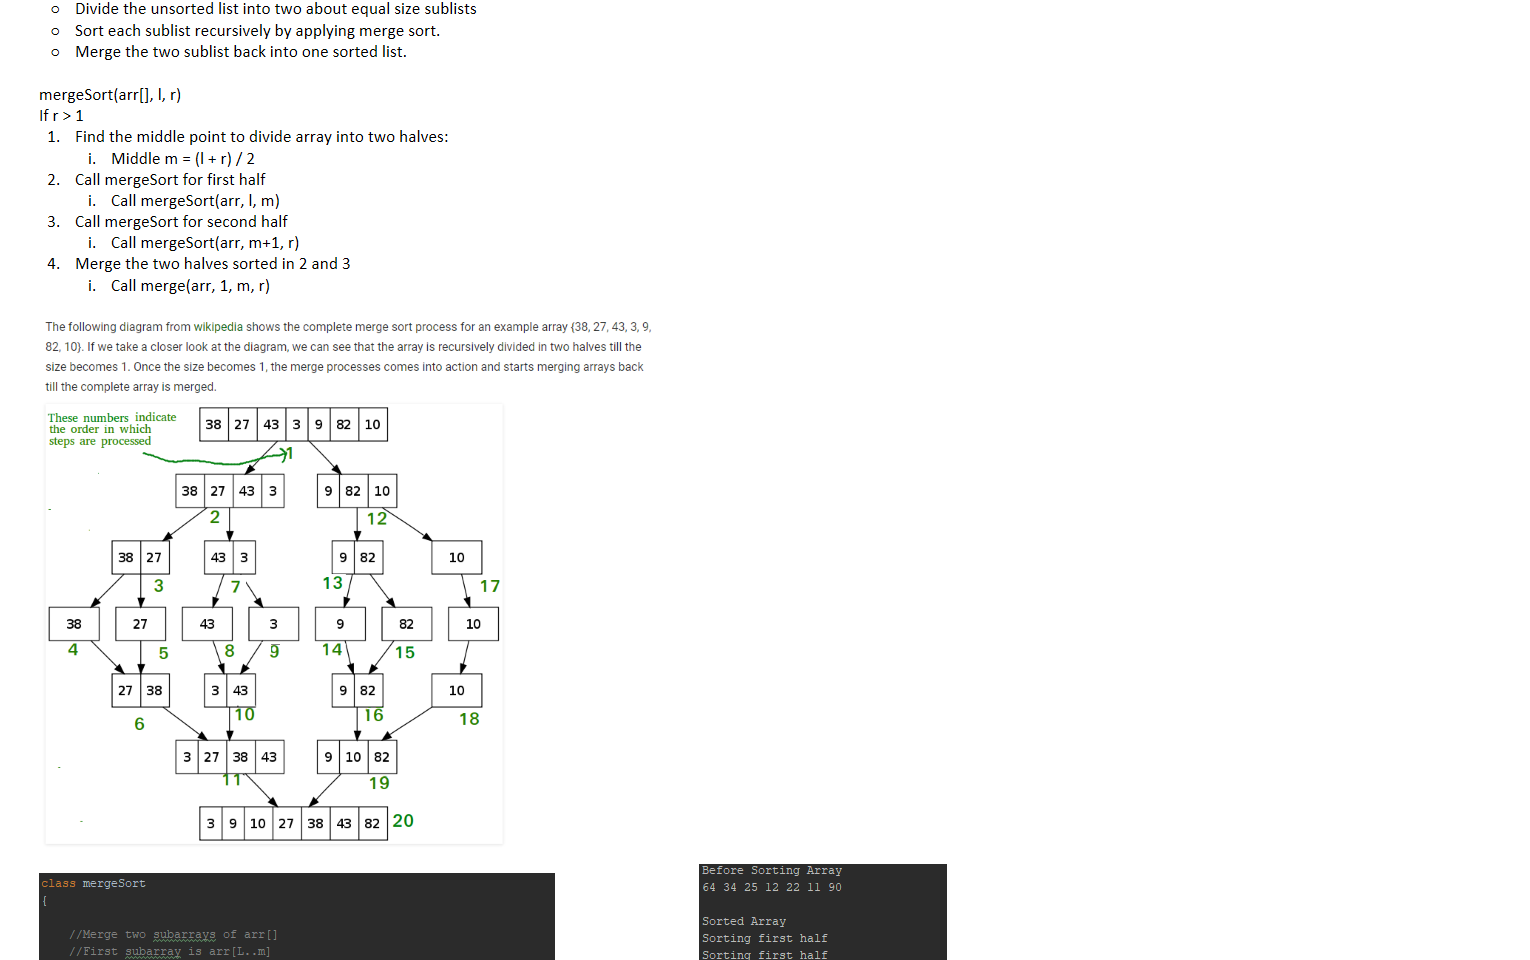 o Divide the unsorted list into two about equal size sublists
o Sort each sublist recursively by applying merge sort.
o Merge the two sublist back into one sorted list.
mergeSort(arr[], l, r)
If r > 1
1. Find the middle point to divide array into two halves:
i. Middle m = (l + r) / 2
2. Call mergeSort for first half
i. Call mergeSort(arr, l, m)
3. Call mergeSort for second half
i. Call mergeSort(arr, m+1, r)
4. Merge the two halves sorted in 2 and 3
i. Call merge(arr, 1, m, r)
The following diagram from wikipedia shows the complete merge sort process for an example array {38, 27, 43, 3, 9,
82, 10}. If we take a closer look at the diagram, we can see that the array is recursively divided in two halves till the
size becomes 1. Once the size becomes 1, the merge processes comes into action and starts merging arrays back
till the complete array is merged.
These numbers indicate
the order in which
steps are processed
38 27 43 3 9 82 10
1
38 27 43 3 9 82 10
2 12
38 27 43 3 9 82 10
3 7 13 17
38 27 43 3 9 82 10
4 5 8 9 14 15
27 38 3 43 9 82 10
6 10 16 18
3 27 38 43 9 10 82
11 19
3 9 10 27 38 43 82 20
class mergeSort
{
//Merge two subarrays of arr[]
//First subarray is arr[L..m]
Before Sorting Array
64 34 25 12 22 11 90
Sorted Array
Sorting first half
Sorting first half